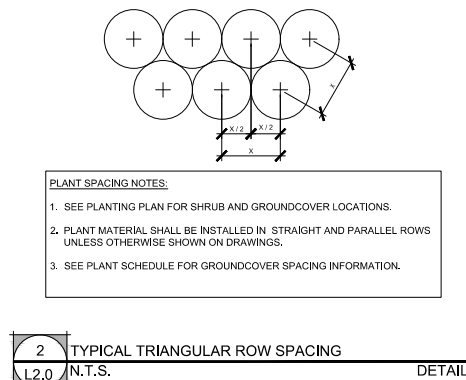 X
X / 2 X / 2
X
PLANT SPACING NOTES:
1. SEE PLANTING PLAN FOR SHRUB AND GROUNDCOVER LOCATIONS.
2. PLANT MATERIAL SHALL BE INSTALLED IN STRAIGHT AND PARALLEL ROWS
UNLESS OTHERWISE SHOWN ON DRAWINGS.
3. SEE PLANT SCHEDULE FOR GROUNDCOVER SPACING INFORMATION.
2 TYPICAL TRIANGULAR ROW SPACING
L2.0 N.T.S. DETAIL